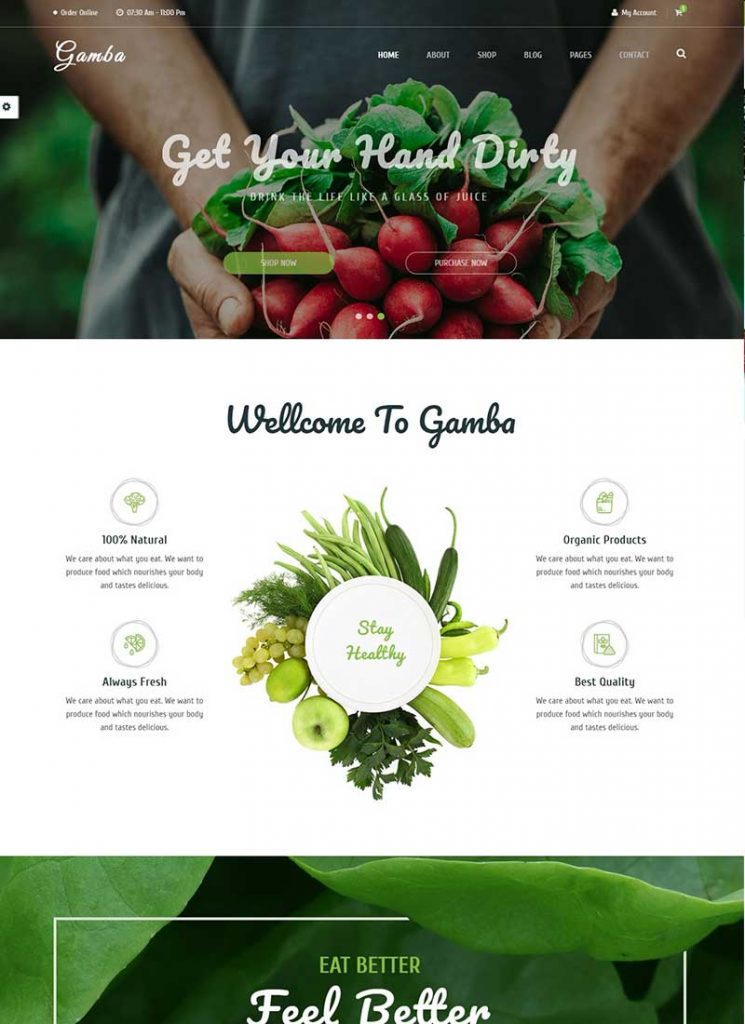 Order Online
07:30 Am - 11:00 Pm
My Account
Gamba
HOME
ABOUT
SHOP
BLOG
PAGES
CONTACT
Get Your Hand Dirty
DRINK THE LIFE LIKE A GLASS OF JUICE
SHOP NOW
PURCHASE NOW
Wellcome To Gamba
100% Natural
We care about what you eat. We want to
produce food which nourishes your body
and tastes delicious.
Organic Products
We care about what you eat. We want to
produce food which nourishes your body
and tastes delicious.
Stay
Healthy
Always Fresh
We care about what you eat. We want to
produce food which nourishes your body
and tastes delicious.
Best Quality
We care about what you eat. We want to
produce food which nourishes your body
and tastes delicious.
EAT BETTER
Feel Better